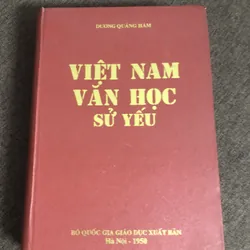 DƯƠNG QUẢNG HÀM
VIỆT NAM
VĂN HỌC
SỬ YẾU
BỘ QUỐC GIA GIÁO DỤC XUẤT BẢN
Hà Nội - 1950